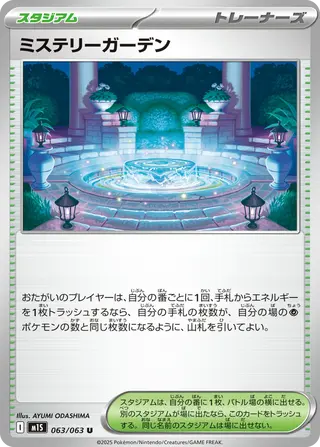 スタジアム
トレーナーズ
ミステリーガーデン
おたがいのプレイヤーは、自分の番ごとに1回、手札からエネルギー
を1枚トラッシュするなら、自分の手札の枚数が、自分の場の超
ポケモンの数と同じ枚数になるように、山札を引いてよい。
スタジアムは、自分の番に1枚だけ、バトル場の横に出せる。
別のスタジアムが場に出たなら、このカードをトラッシュする。
同じ名前のスタジアムは場に出せない。
Illus. AYUMI ODASHIMA
I m1S 063/063 U
©2025 Pokémon/Nintendo/Creatures/GAME FREAK.